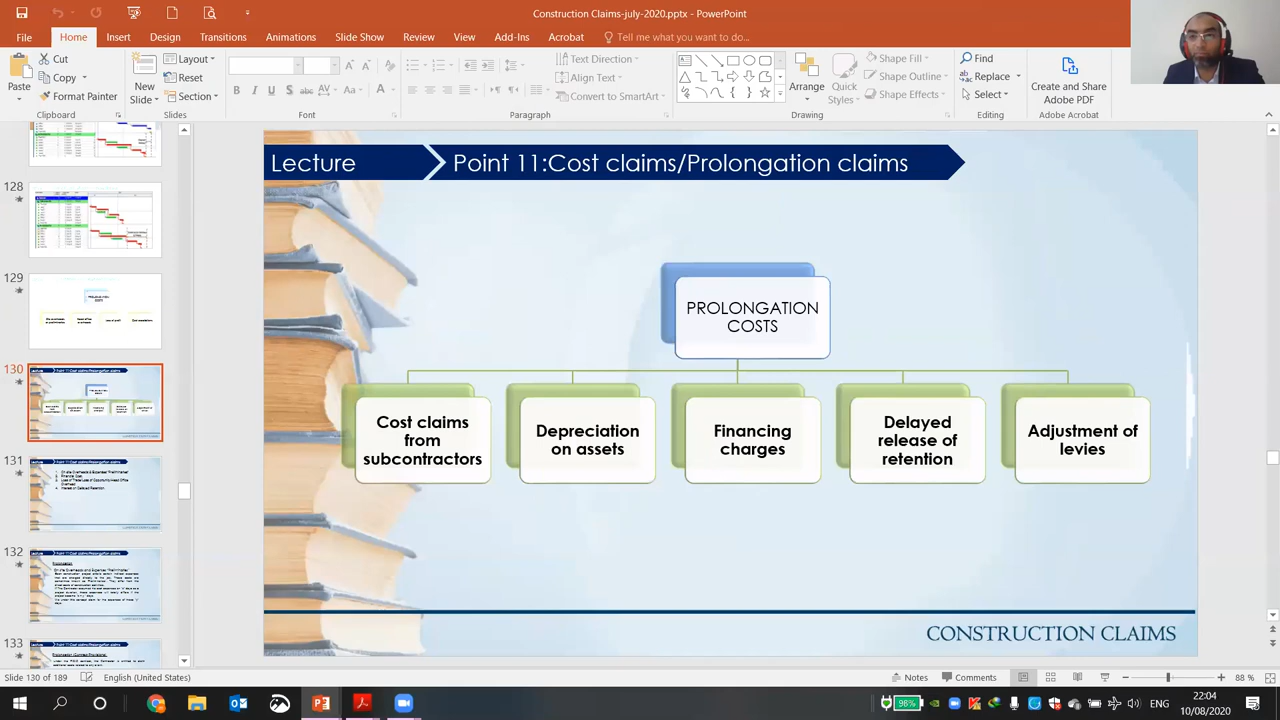 Construction-july-2020.pptx - PowerPoint
File Home Insert Design Transitions Animations Slide Show Review View Add-Ins Acrobat Tell me what you want to do...
Paste
Cut
Copy
Format Painter
Clipboard
New
Slide
Layout
Reset
Section
Slides
B I U S abc AV Aa A
Font
Text Direction
Align Text
Convert to SmartArt
Paragraph
Arrange
Quick
Styles
Shape Fill
Shape Outline
Shape Effects
Drawing
Find
Replace
Select
Editing
Create and Share
Adobe PDF
Adobe Acrobat
128
129
130
131
132
133
Lecture
Point 11:Cost claims/Prolongation claims
PROLONGATION
COSTS
Cost claims
from
subcontractors
Depreciation
on assets
Financing
charges
Delayed
release of
retention
Adjustment of
levies
CONSTRUCTION CLAIMS
Slide 130 of 189
English (United States)
Notes
Comments
88 %
98%
ENG
22:04
10/08/2020